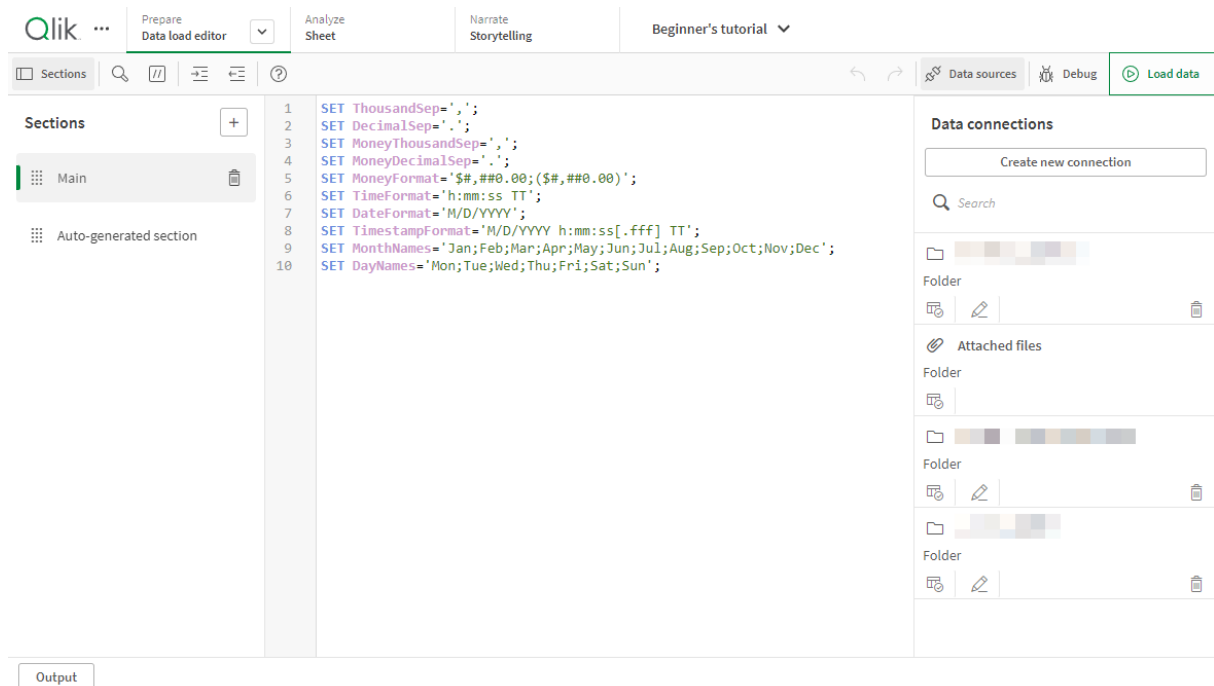 Qlik
Prepare
Data load editor
Analyze
Sheet
Narrate
Storytelling
Beginner's tutorial
Sections
//
?
Data sources
Debug
Load data
Sections
+
Main
Auto-generated section
1 SET ThousandSep=',';
2 SET DecimalSep='.';
3 SET MoneyThousandSep=',';
4 SET MoneyDecimalSep='.';
5 SET MoneyFormat='$#,##0.00;($#,##0.00)';
6 SET TimeFormat='h:mm:ss TT';
7 SET DateFormat='M/D/YYYY';
8 SET TimestampFormat='M/D/YYYY h:mm:ss[.fff] TT';
9 SET MonthNames='Jan;Feb;Mar;Apr;May;Jun;Jul;Aug;Sep;Oct;Nov;Dec';
10 SET DayNames='Mon;Tue;Wed;Thu;Fri;Sat;Sun';
Data connections
Create new connection
Search
Folder
Attached files
Folder
Folder
Folder
Output